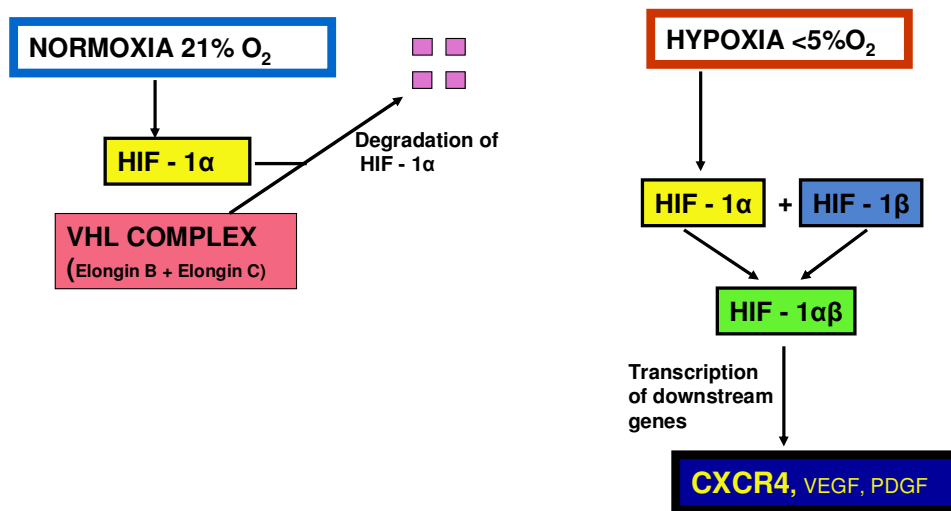 NORMOXIA 21% O₂
HIF - 1α
Degradation of
HIF - 1α
VHL COMPLEX
(Elongin B + Elongin C)
HYPOXIA <5%O₂
HIF - 1α + HIF - 1β
HIF - 1αβ
Transcription
of downstream
genes
CXCR4, VEGF, PDGF